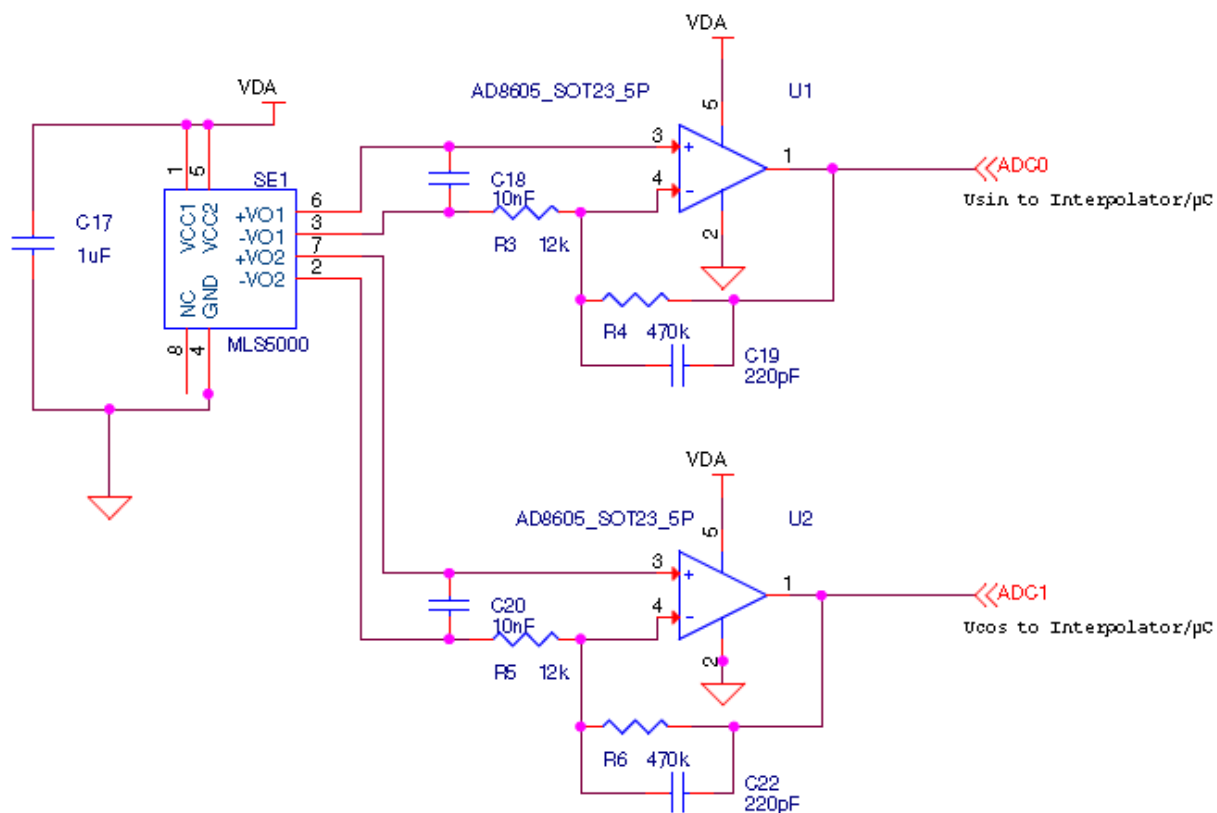 VDA
AD8605_SOT23_5P
U1
VDA
5
3
+
4
-
1
2
ADC0
Usin to Interpolator/µC
C17
1uF
1
5
SE1
VCC1
VCC2
+VO1
-VO1
+VO2
-VO2
6
3
7
2
NC
GND
8
4
MLS5000
C18
10nF
R3 12k
R4 470k
C19
220pF
VDA
AD8605_SOT23_5P
U2
5
3
+
4
-
1
2
ADC1
Ucos to Interpolator/µC
C20
10nF
R5 12k
R6 470k
C22
220pF